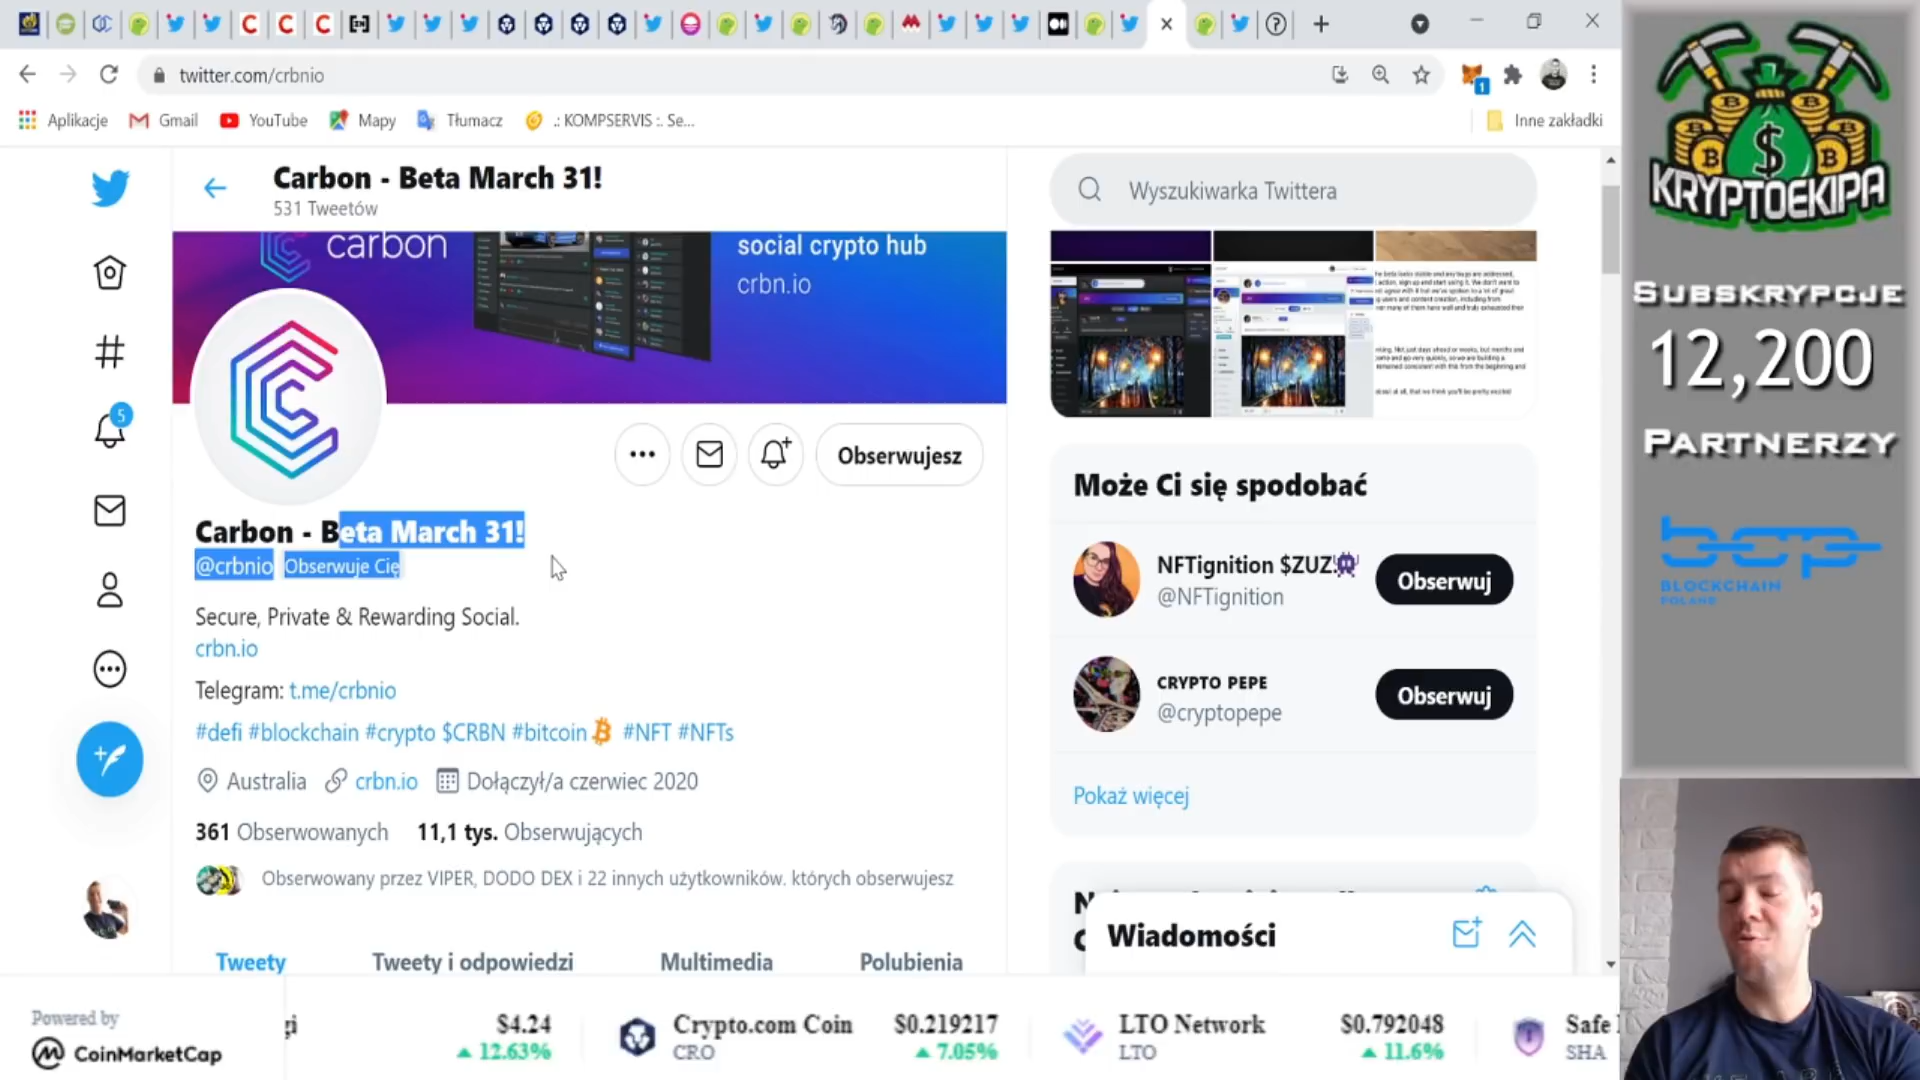 twitter.com/crbnio
1
Aplikacje
Gmail
YouTube
Mapy
Tłumacz
.: KOMPSERVIS :. Se...
Inne zakładki
Carbon - Beta March 31!
531 Tweetów
carbon
social crypto hub
crbn.io
Wyszukiwarka Twittera
5
Obserwujesz
Carbon - Beta March 31!
@crbnio Obserwuje Cię
Secure, Private & Rewarding Social.
crbn.io
Telegram: t.me/crbnio
#defi #blockchain #crypto $CRBN #bitcoin #NFT #NFTs
Australia crbn.io Dołączył/a czerwiec 2020
361 Obserwowanych 11,1 tys. Obserwujących
Obserwowany przez VIPER, DODO DEX i 22 innych użytkowników. których obserwujesz
Tweety Tweety i odpowiedzi Multimedia Polubienia
Może Ci się spodobać
NFTignition $ZUZ
@NFTignition
Obserwuj
CRYPTO PEPE
@cryptopepe
Obserwuj
Pokaż więcej
Wiadomości
KRYPTOEKIPA
SUBSKRYPCJE
12,200
PARTNERZY
bcp
BLOCKCHAIN
POLAND
Powered by
CoinMarketCap
gi
$4.24
12.63%
Crypto.com Coin
CRO
$0.219217
7.05%
LTO Network
LTO
$0.792048
11.6%
Safe
SHA